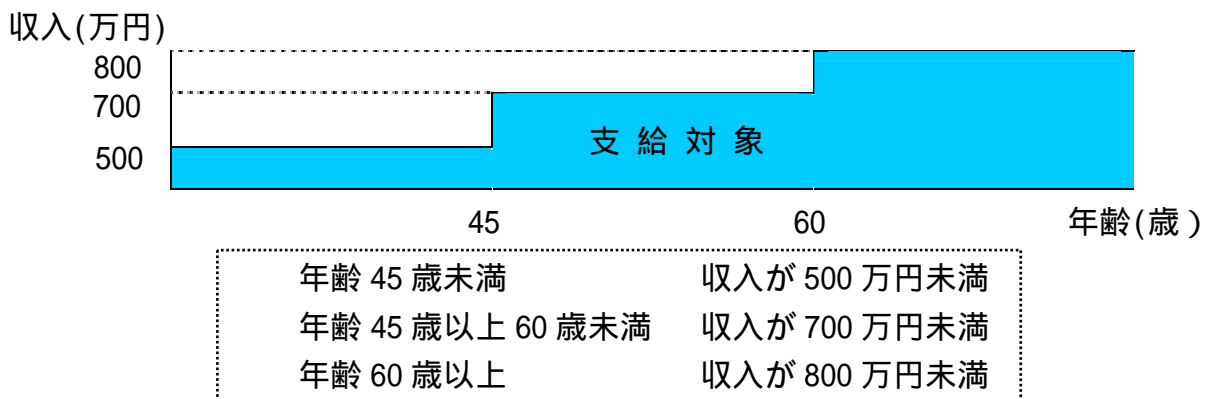 収入(万円)
800
700
500
支給対象
45 60 年齢(歳)
年齢 45 歳未満 収入が 500 万円未満
年齢 45 歳以上 60 歳未満 収入が 700 万円未満
年齢 60 歳以上 収入が 800 万円未満